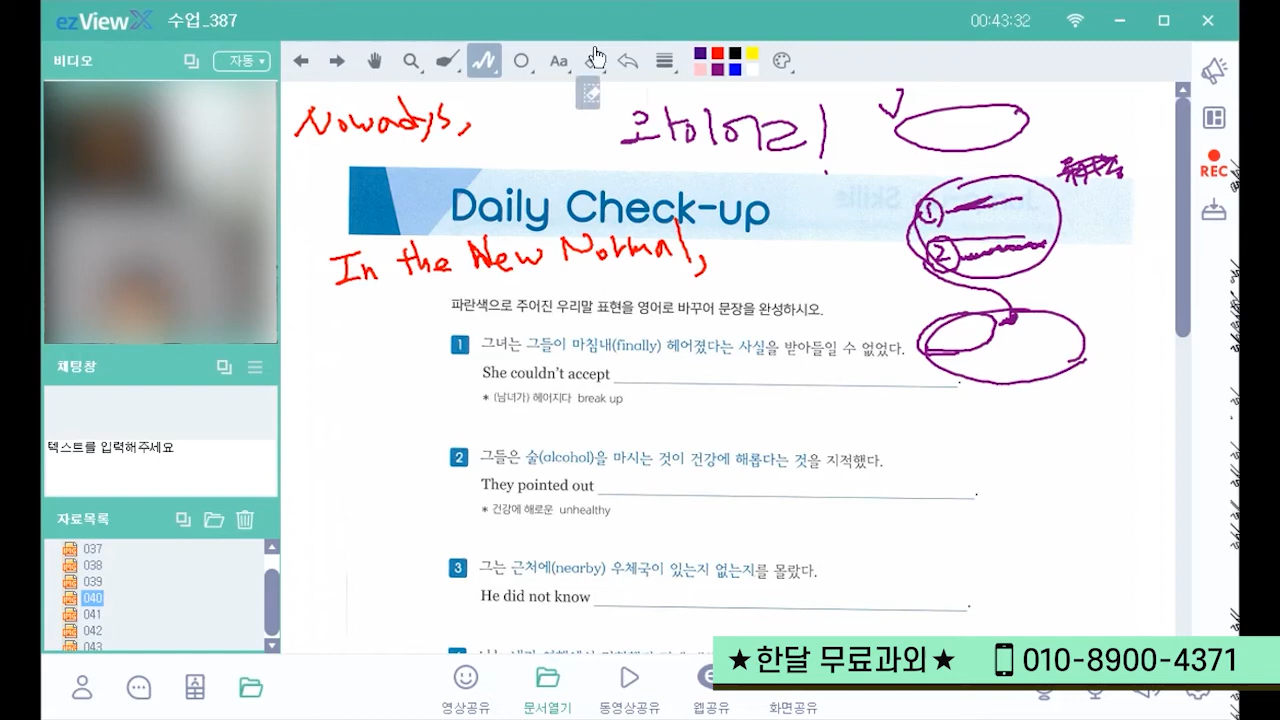 ezViewX 수업_387
00:43:32
비디오
자동
Aa
REC
Nowadys,
와이어리!
Daily Check-up
1
2
In the New Normal,
파란색으로 주어진 우리말 표현을 영어로 바꾸어 문장을 완성하시오.
1 그녀는 그들이 마침내(finally) 헤어졌다는 사실을 받아들일 수 없었다.
She couldn't accept .
* (남녀가) 헤어지다 break up
2 그들은 술(alcohol)을 마시는 것이 건강에 해롭다는 것을 지적했다.
They pointed out .
* 건강에 해로운 unhealthy
3 그는 근처에(nearby) 우체국이 있는지 없는지를 몰랐다.
He did not know .
채팅창
텍스트를 입력해주세요
자료목록
037
038
039
040
041
042
043
★한달 무료과외★ 010-8900-4371
영상공유
문서열기
동영상공유
웹공유
화면공유